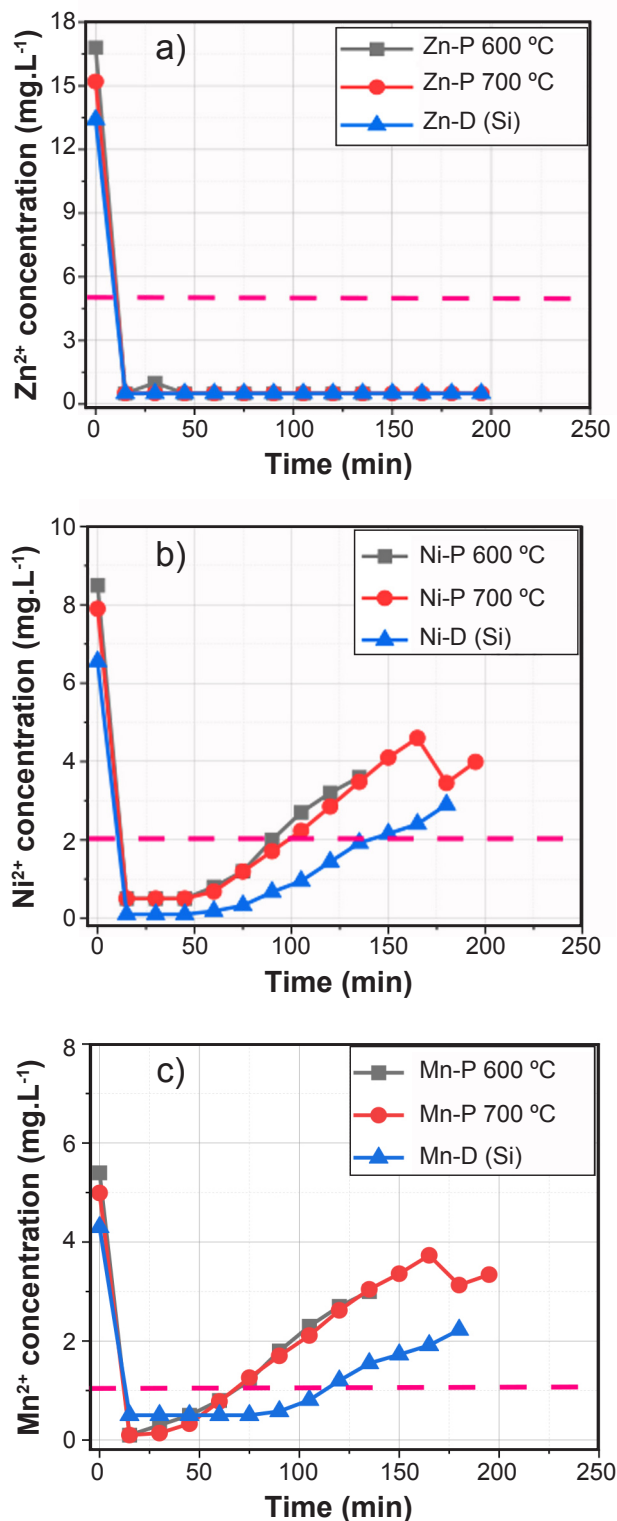 a)
Zn-P 600 ºC
Zn-P 700 ºC
Zn-D (Si)
Zn²⁺ concentration (mg.L⁻¹)
18
15
12
9
6
3
0
0
50
100
150
200
250
Time (min)
b)
Ni-P 600 ºC
Ni-P 700 ºC
Ni-D (Si)
Ni²⁺ concentration (mg.L⁻¹)
10
8
6
4
2
0
0
50
100
150
200
250
Time (min)
c)
Mn-P 600 ºC
Mn-P 700 ºC
Mn-D (Si)
Mn²⁺ concentration (mg.L⁻¹)
8
6
4
2
0
0
50
100
150
200
250
Time (min)